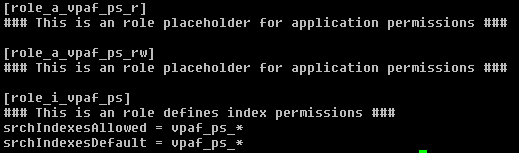 [role_a_vpaf_ps_r]
### This is an role placeholder for application permissions ###
[role_a_vpaf_ps_rw]
### This is an role placeholder for application permissions ###
[role_i_vpaf_ps]
### This is an role defines index permissions ###
srchIndexesAllowed = vpaf_ps_*
srchIndexesDefault = vpaf_ps_*